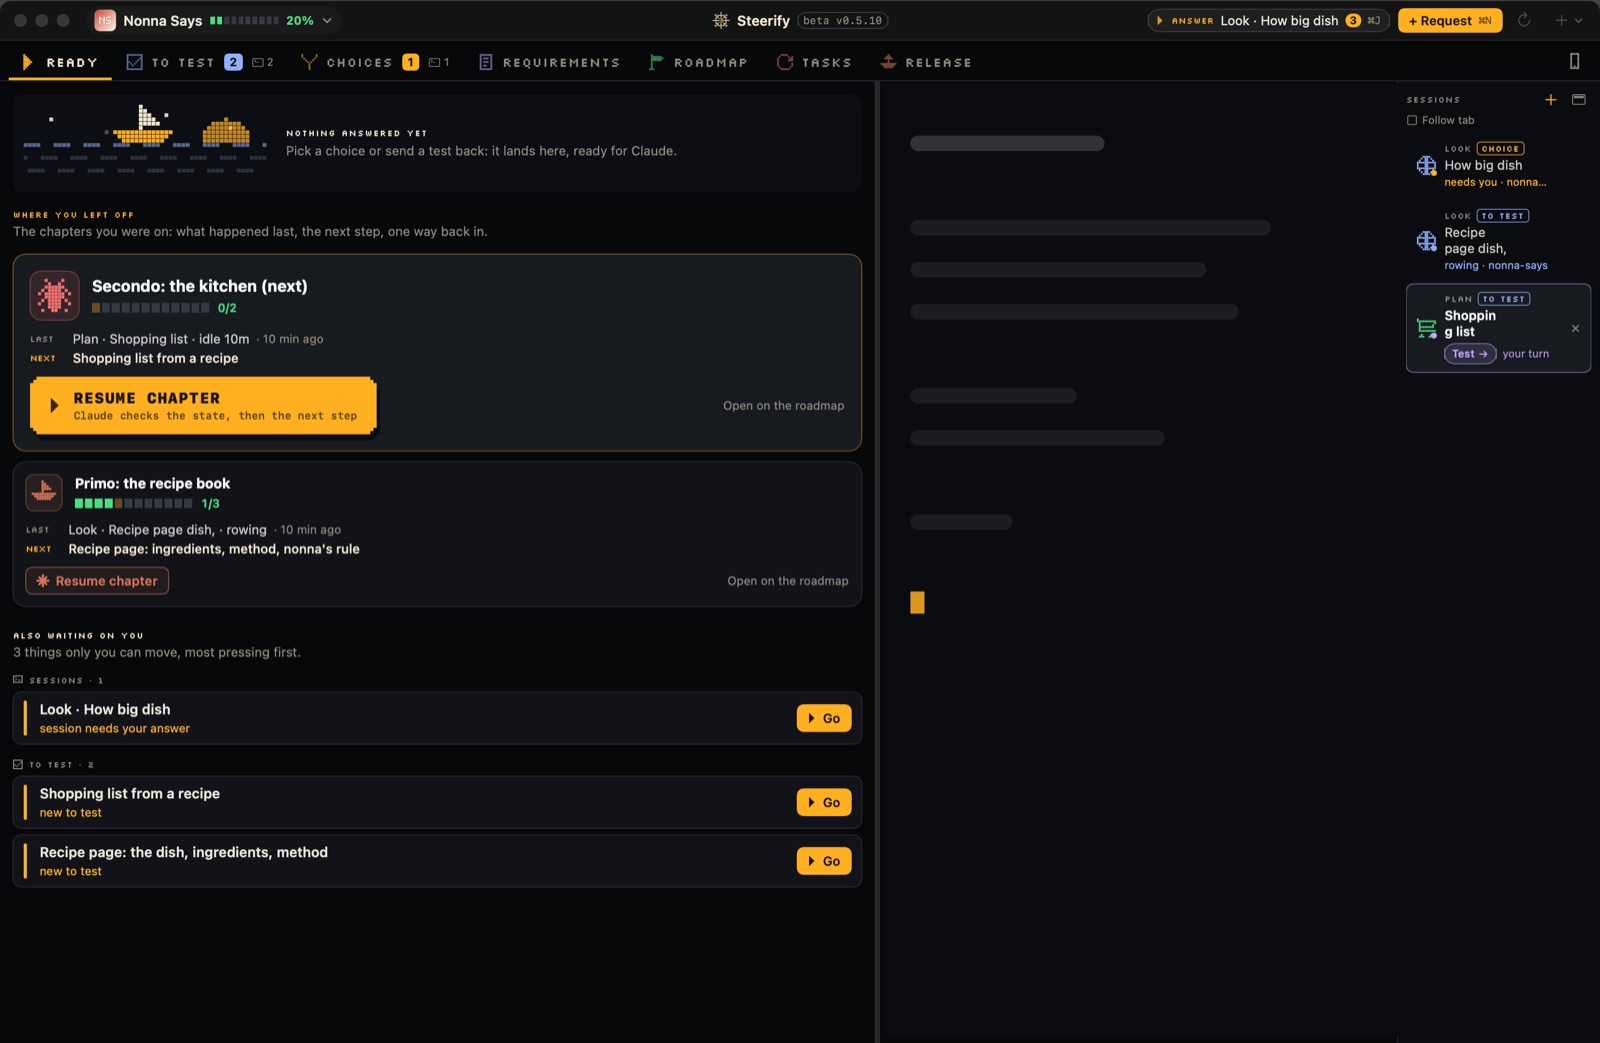 NS Nonna Says 20%
Steerify beta v0.5.10
ANSWER Look · How big dish 3 ⌘J
+ Request ⌘N
READY
TO TEST 2 2
CHOICES 1 1
REQUIREMENTS
ROADMAP
TASKS
RELEASE
NOTHING ANSWERED YET
Pick a choice or send a test back: it lands here, ready for Claude.
WHERE YOU LEFT OFF
The chapters you were on: what happened last, the next step, one way back in.
Secondo: the kitchen (next)
0/2
LAST Plan · Shopping list · idle 10m · 10 min ago
NEXT Shopping list from a recipe
RESUME CHAPTER
Claude checks the state, then the next step
Open on the roadmap
Primo: the recipe book
1/3
LAST Look · Recipe page dish, · rowing · 10 min ago
NEXT Recipe page: ingredients, method, nonna's rule
Resume chapter
Open on the roadmap
ALSO WAITING ON YOU
3 things only you can move, most pressing first.
SESSIONS · 1
Look · How big dish
session needs your answer
Go
TO TEST · 2
Shopping list from a recipe
new to test
Go
Recipe page: the dish, ingredients, method
new to test
Go
SESSIONS
Follow tab
LOOK CHOICE
How big dish
needs you · nonna…
LOOK TO TEST
Recipe
page dish,
rowing · nonna-says
PLAN TO TEST
Shoppin
g list
Test → your turn